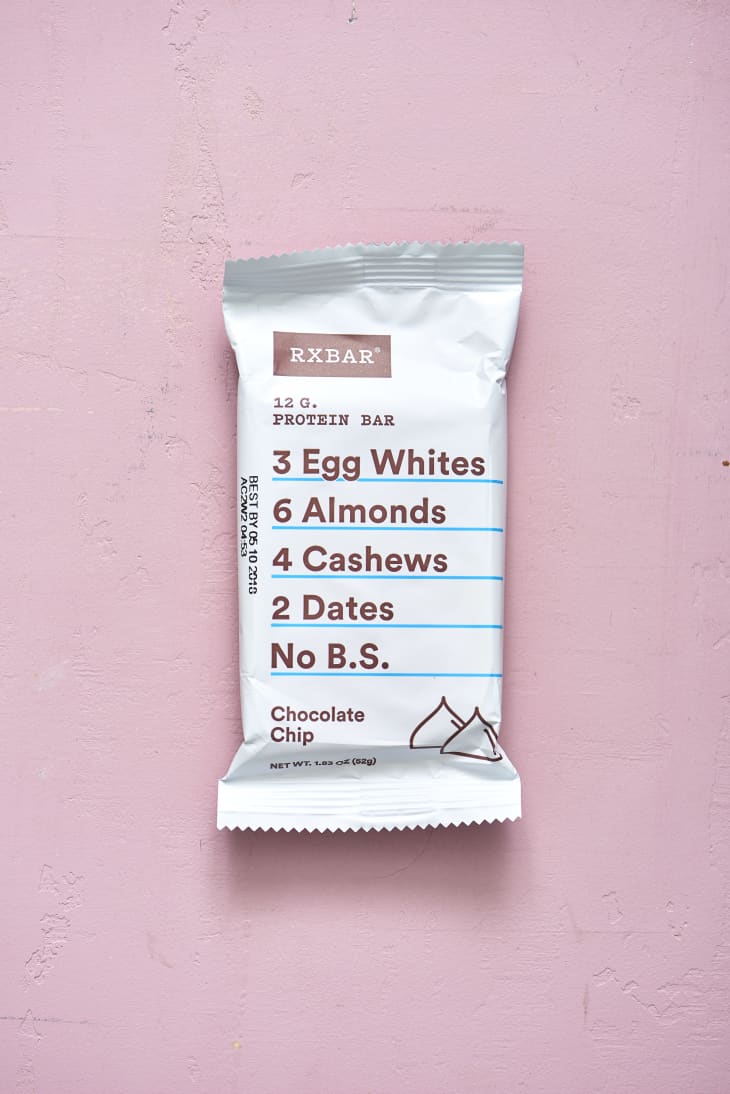 RXBAR®
12 G.
PROTEIN BAR
3 Egg Whites
6 Almonds
4 Cashews
2 Dates
No B.S.
Chocolate
Chip
NET WT. 1.83 OZ (52g)
BEST BY 05 10 2018
AC2W2 04:53